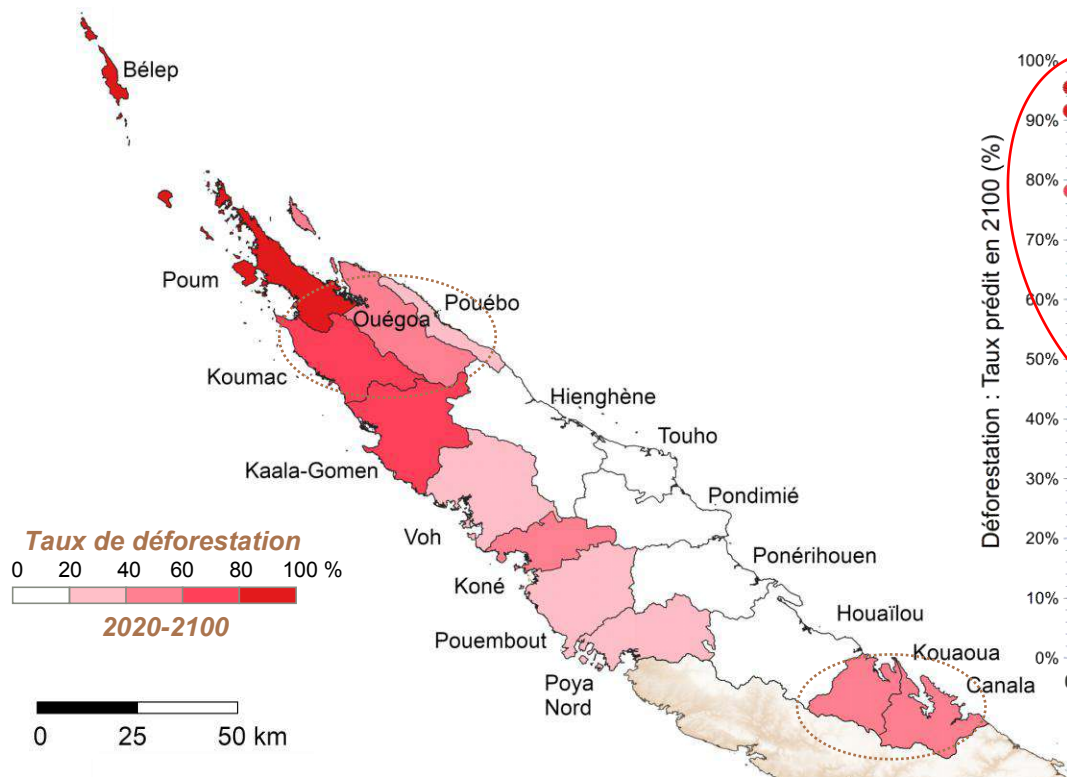 Bélep
Poum
Ouégoa
Pouébo
Koumac
Hienghène
Touho
Kaala-Gomen
Pondimié
Voh
Ponérihouen
Koné
Houaïlou
Pouembout
Kouaoua
Canala
Poya
Nord
Taux de déforestation
0 20 40 60 80 100 %
2020-2100
0 25 50 km
Déforestation : Taux prédit en 2100 (%)
100%
90%
80%
70%
60%
50%
40%
30%
20%
10%
0%